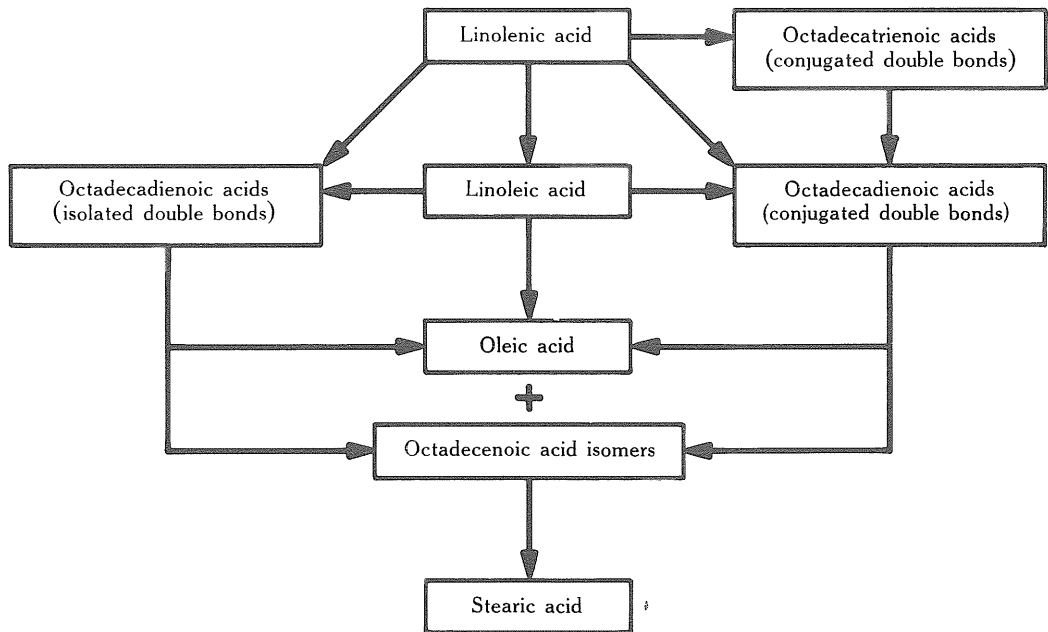 Linolenic acid
Octadecatrienoic acids
(conjugated double bonds)
Octadecadienoic acids
(isolated double bonds)
Linoleic acid
Octadecadienoic acids
(conjugated double bonds)
Oleic acid
+
Octadecenoic acid isomers
Stearic acid